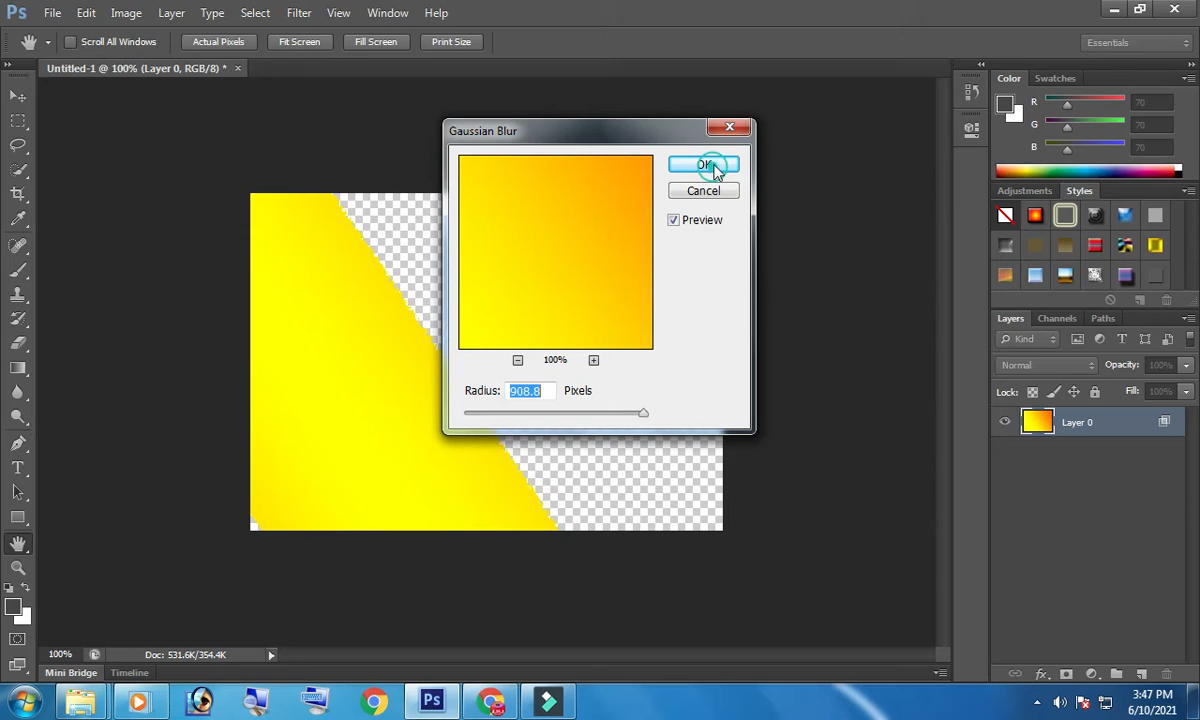 Ps File Edit Image Layer Type Select Filter View Window Help
Scroll All Windows Actual Pixels Fit Screen Fill Screen Print Size Essentials
Untitled-1 @ 100% (Layer 0, RGB/8) * ×
Color Swatches
R 70
G 70
B 70
Adjustments Styles
Gaussian Blur
OK
Cancel
Preview
100%
Radius: 908.8 Pixels
Layers Channels Paths
Kind
Normal Opacity: 100%
Lock: Fill: 100%
Layer 0
100% Doc: 531.6K/354.4K
Mini Bridge Timeline
Ps
3:47 PM
6/10/2021